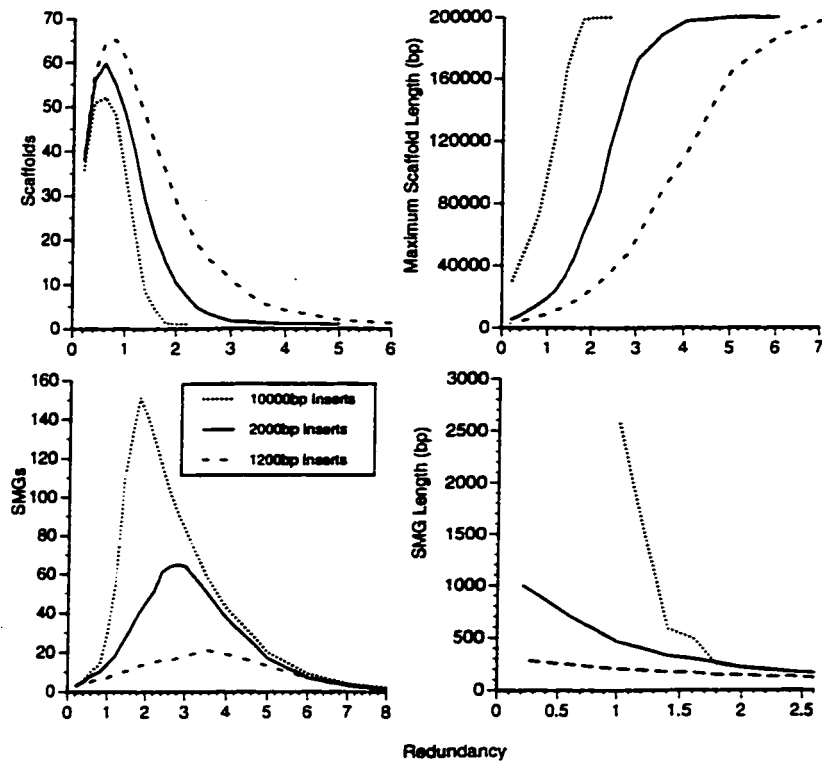 Scaffolds
70
60
50
40
30
20
10
0
0 1 2 3 4 5 6
Maximum Scaffold Length (bp)
200000
160000
120000
80000
40000
0
0 1 2 3 4 5 6 7
SMGs
160
140
120
100
80
60
40
20
0
0 1 2 3 4 5 6 7 8
10000bp inserts
2000bp inserts
1200bp inserts
SMG Length (bp)
3000
2500
2000
1500
1000
500
0
0 0.5 1 1.5 2 2.5
Redundancy